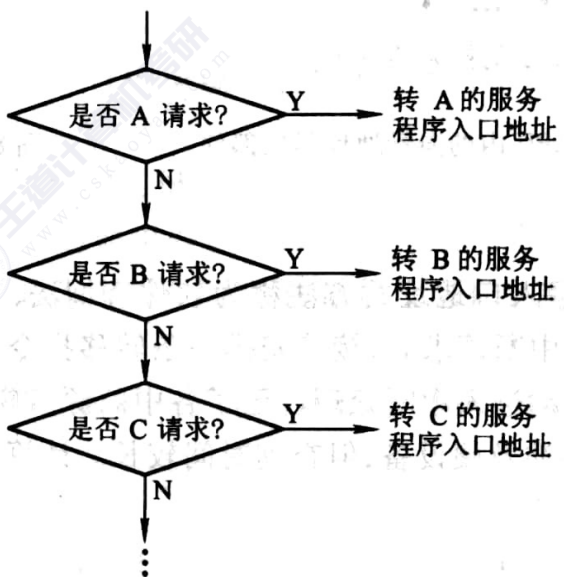 是否 A 请求?
Y
转 A 的服务
程序入口地址
N
是否 B 请求?
Y
转 B 的服务
程序入口地址
N
是否 C 请求?
Y
转 C 的服务
程序入口地址
N